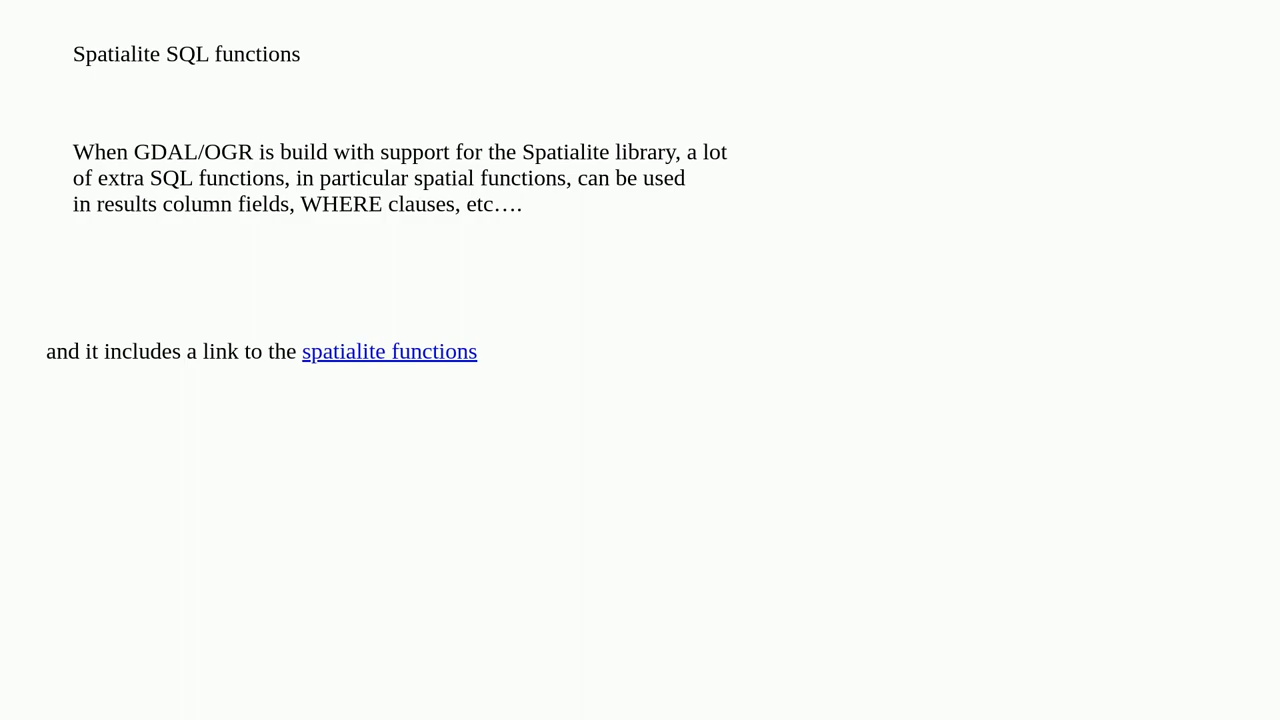 Spatialite SQL functions
When GDAL/OGR is build with support for the Spatialite library, a lot
of extra SQL functions, in particular spatial functions, can be used
in results column fields, WHERE clauses, etc….
and it includes a link to the spatialite functions